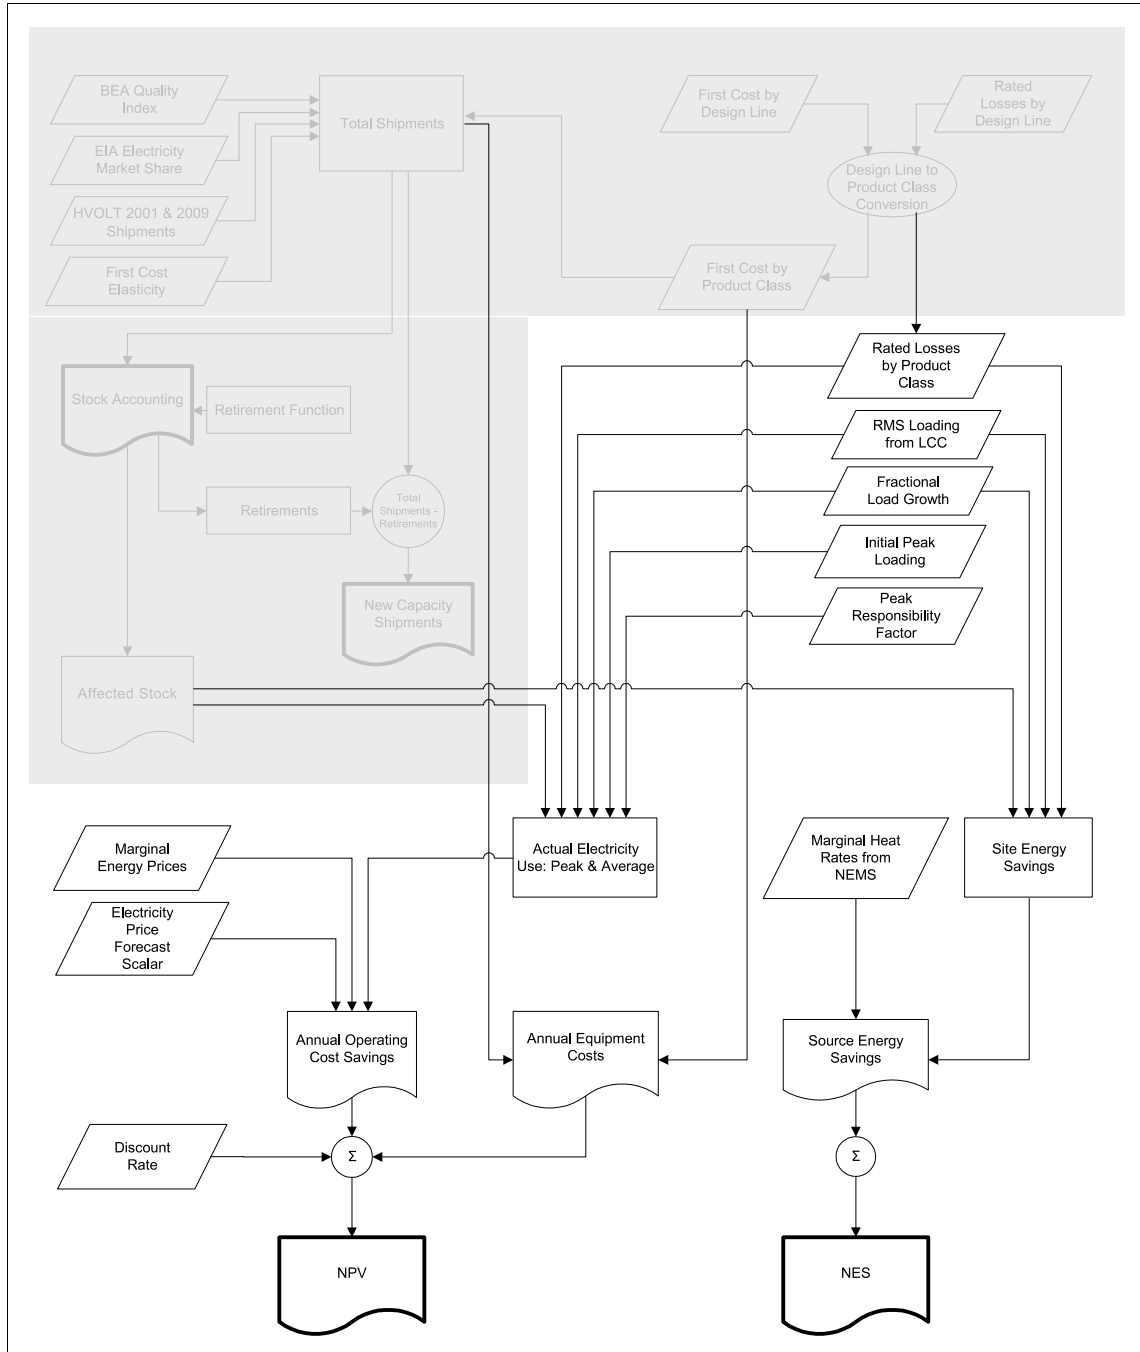 BEA Quality
Index
EIA Electricity
Market Share
HVOLT 2001 & 2009
Shipments
First Cost
Elasticity
Total Shipments
First Cost by
Design Line
Rated
Losses by
Design Line
Design Line to
Product Class
Conversion
First Cost by
Product Class
Stock Accounting
Retirement Function
Retirements
Total
Shipments -
Retirements
New Capacity
Shipments
Affected Stock
Rated Losses
by Product
Class
RMS Loading
from LCC
Fractional
Load Growth
Initial Peak
Loading
Peak
Responsibility
Factor
Marginal
Energy Prices
Electricity
Price
Forecast
Scalar
Actual Electricity
Use: Peak & Average
Marginal Heat
Rates from
NEMS
Site Energy
Savings
Annual Operating
Cost Savings
Annual Equipment
Costs
Source Energy
Savings
Discount
Rate
Σ
Σ
NPV
NES